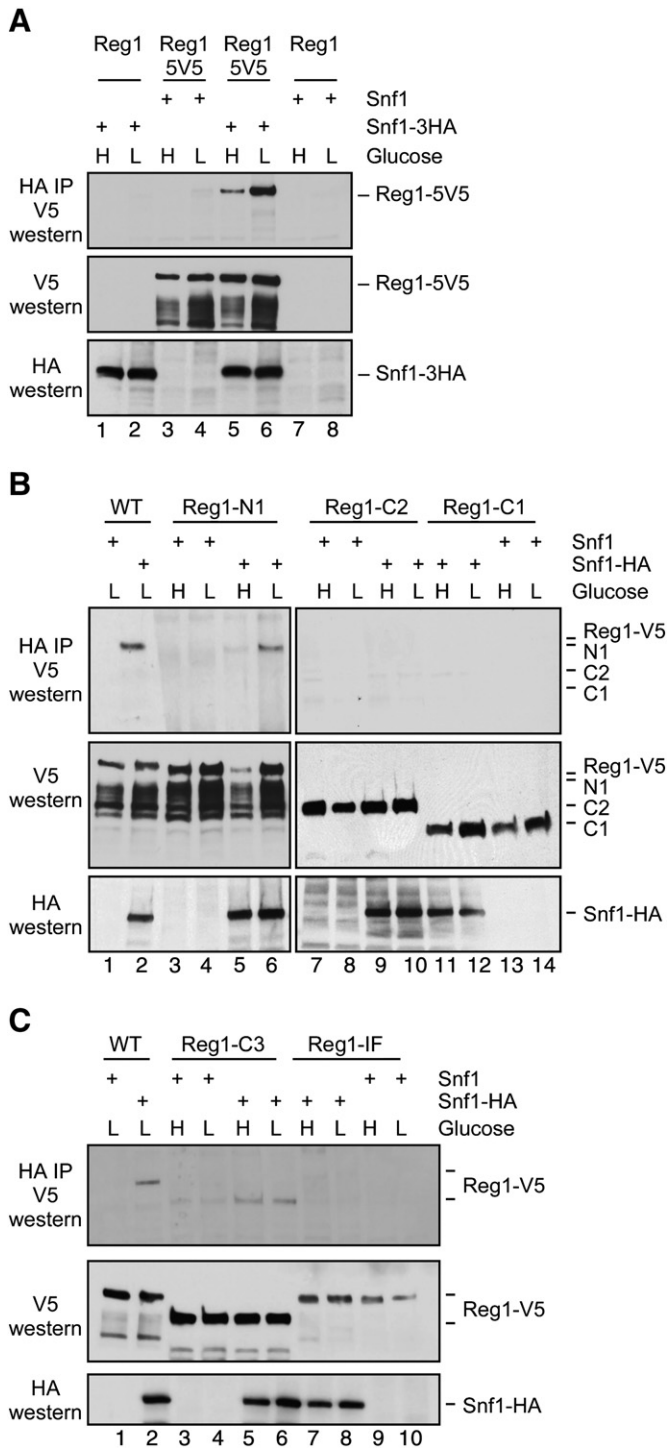 A
Reg1 Reg1 Reg1 Reg1
5V5 5V5
+ + + + Snf1
+ + + + Snf1-3HA
H L H L H L H L Glucose
HA IP
V5
western
– Reg1-5V5
V5
western
– Reg1-5V5
HA
western
– Snf1-3HA
1 2 3 4 5 6 7 8
B
WT Reg1-N1 Reg1-C2 Reg1-C1
+ + + + + + + Snf1
+ + + + + + + Snf1-HA
L L H L H L H L H L H L H L Glucose
HA IP
V5
western
Reg1-V5
N1
C2
C1
V5
western
Reg1-V5
N1
C2
C1
HA
western
– Snf1-HA
1 2 3 4 5 6 7 8 9 10 11 12 13 14
C
WT Reg1-C3 Reg1-IF
+ + + + + Snf1
+ + + + + Snf1-HA
L L H L H L H L H L Glucose
HA IP
V5
western
Reg1-V5
V5
western
Reg1-V5
HA
western
– Snf1-HA
1 2 3 4 5 6 7 8 9 10